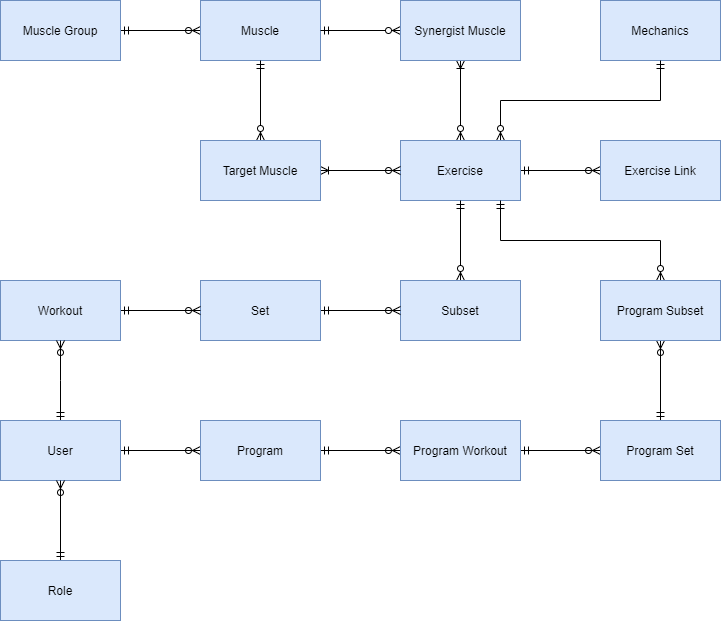 Muscle Group
Muscle
Synergist Muscle
Mechanics
Target Muscle
Exercise
Exercise Link
Workout
Set
Subset
Program Subset
User
Program
Program Workout
Program Set
Role